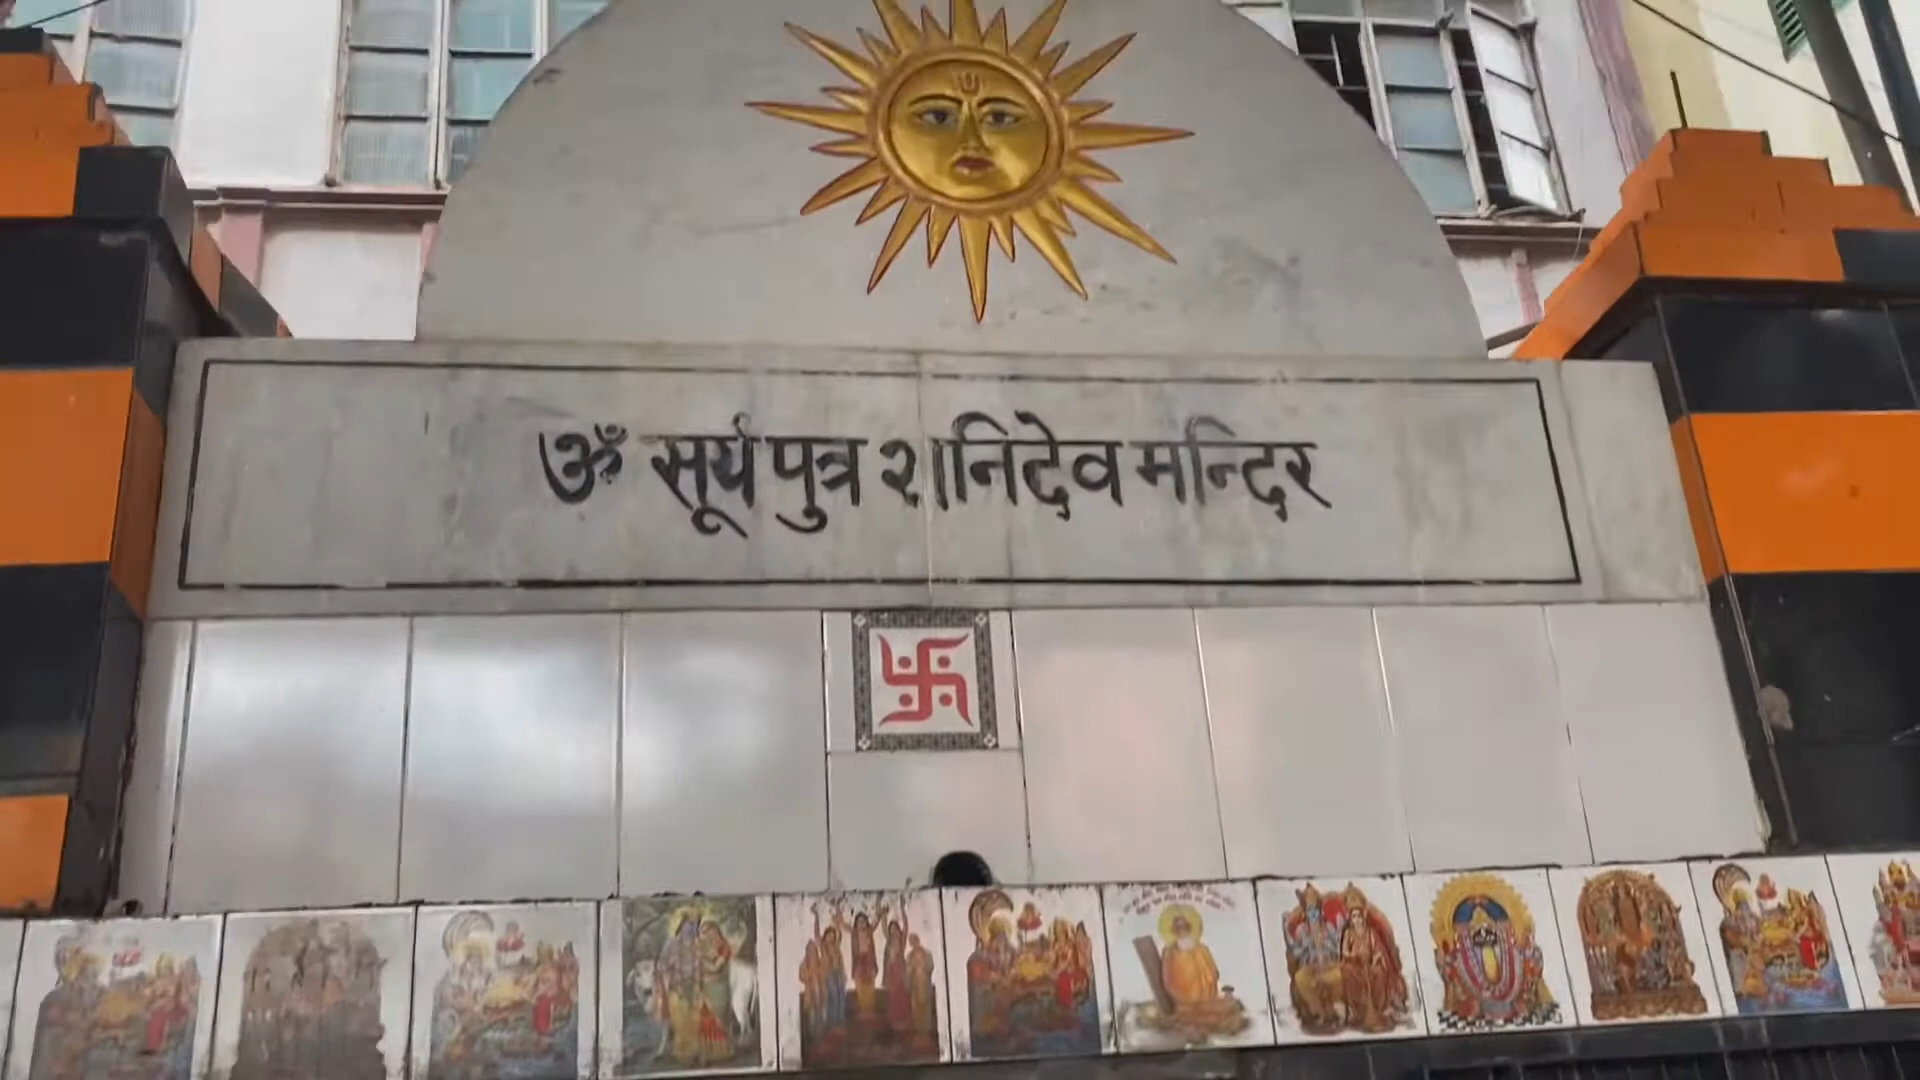 ॐ सूर्य पुत्र शनिदेव मन्दिर